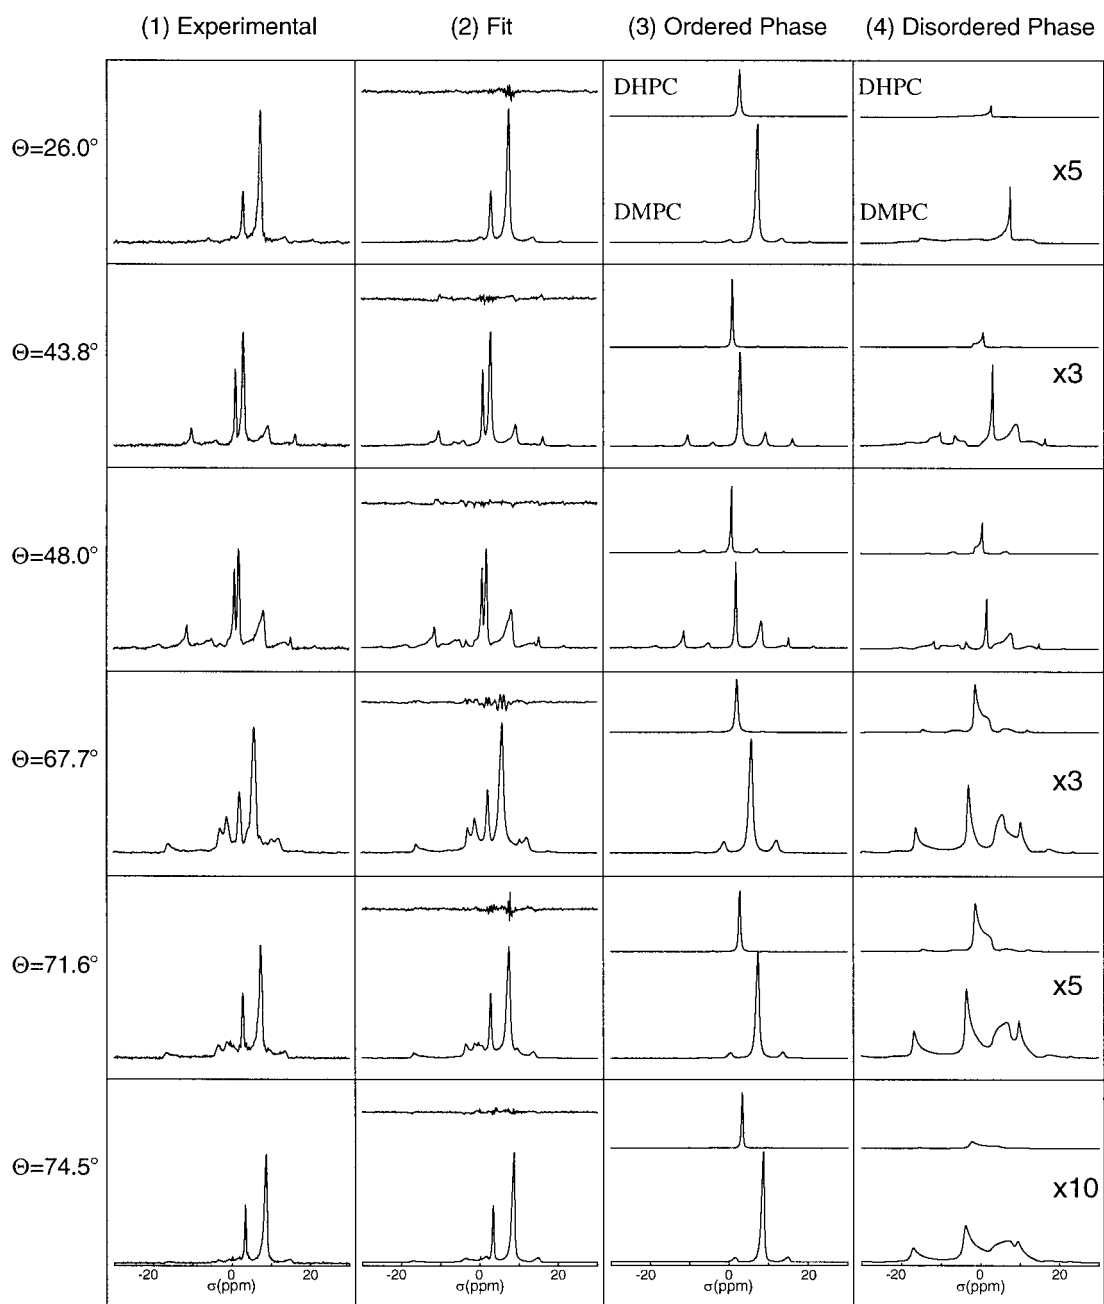 (1) Experimental (2) Fit (3) Ordered Phase (4) Disordered Phase
Θ=26.0°
DHPC
DMPC
DHPC
DMPC
x5
Θ=43.8°
x3
Θ=48.0°
Θ=67.7°
x3
Θ=71.6°
x5
Θ=74.5°
x10
-20 0 20 -20 0 20 -20 0 20 -20 0 20
σ(ppm) σ(ppm) σ(ppm) σ(ppm)